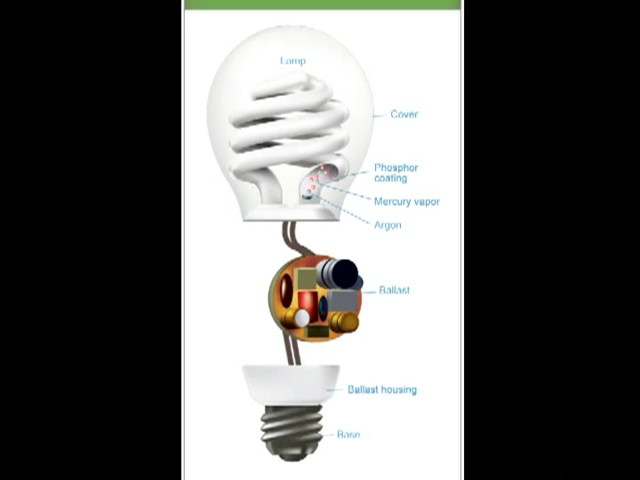 Lamp
Cover
Phosphor
coating
Mercury vapor
Argon
Ballast
Ballast housing
Base